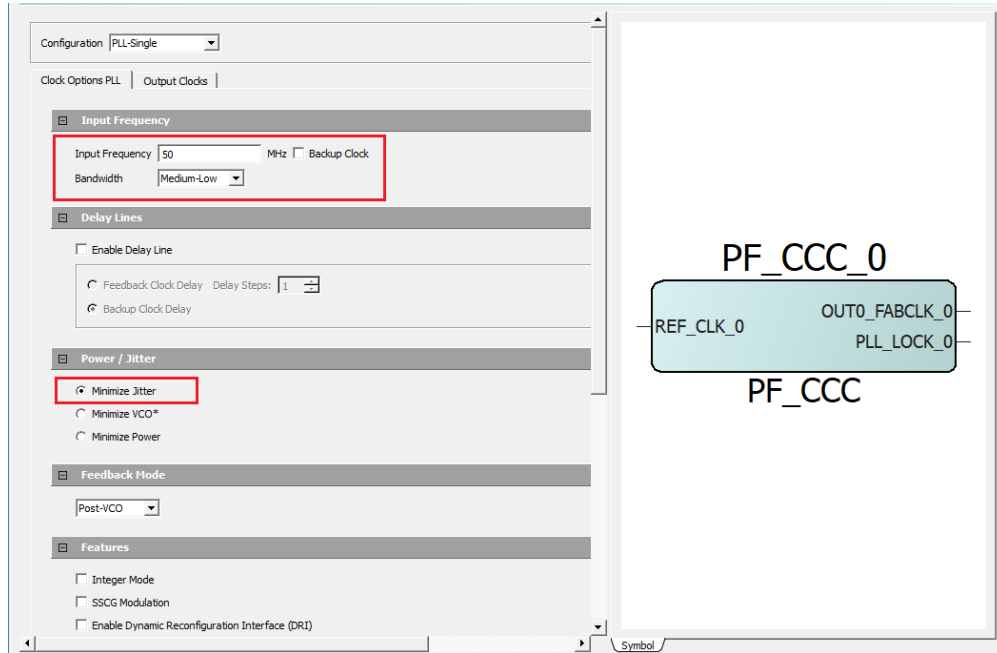 Configuration PLL-Single
Clock Options PLL Output Clocks
Input Frequency
Input Frequency 50 MHz Backup Clock
Bandwidth Medium-Low
Delay Lines
Enable Delay Line
Feedback Clock Delay Delay Steps: 1
Backup Clock Delay
Power / Jitter
Minimize Jitter
Minimize VCO*
Minimize Power
Feedback Mode
Post-VCO
Features
Integer Mode
SSCG Modulation
Enable Dynamic Reconfiguration Interface (DRI)
PF_CCC_0
REF_CLK_0
OUT0_FABCLK_0
PLL_LOCK_0
PF_CCC
Symbol